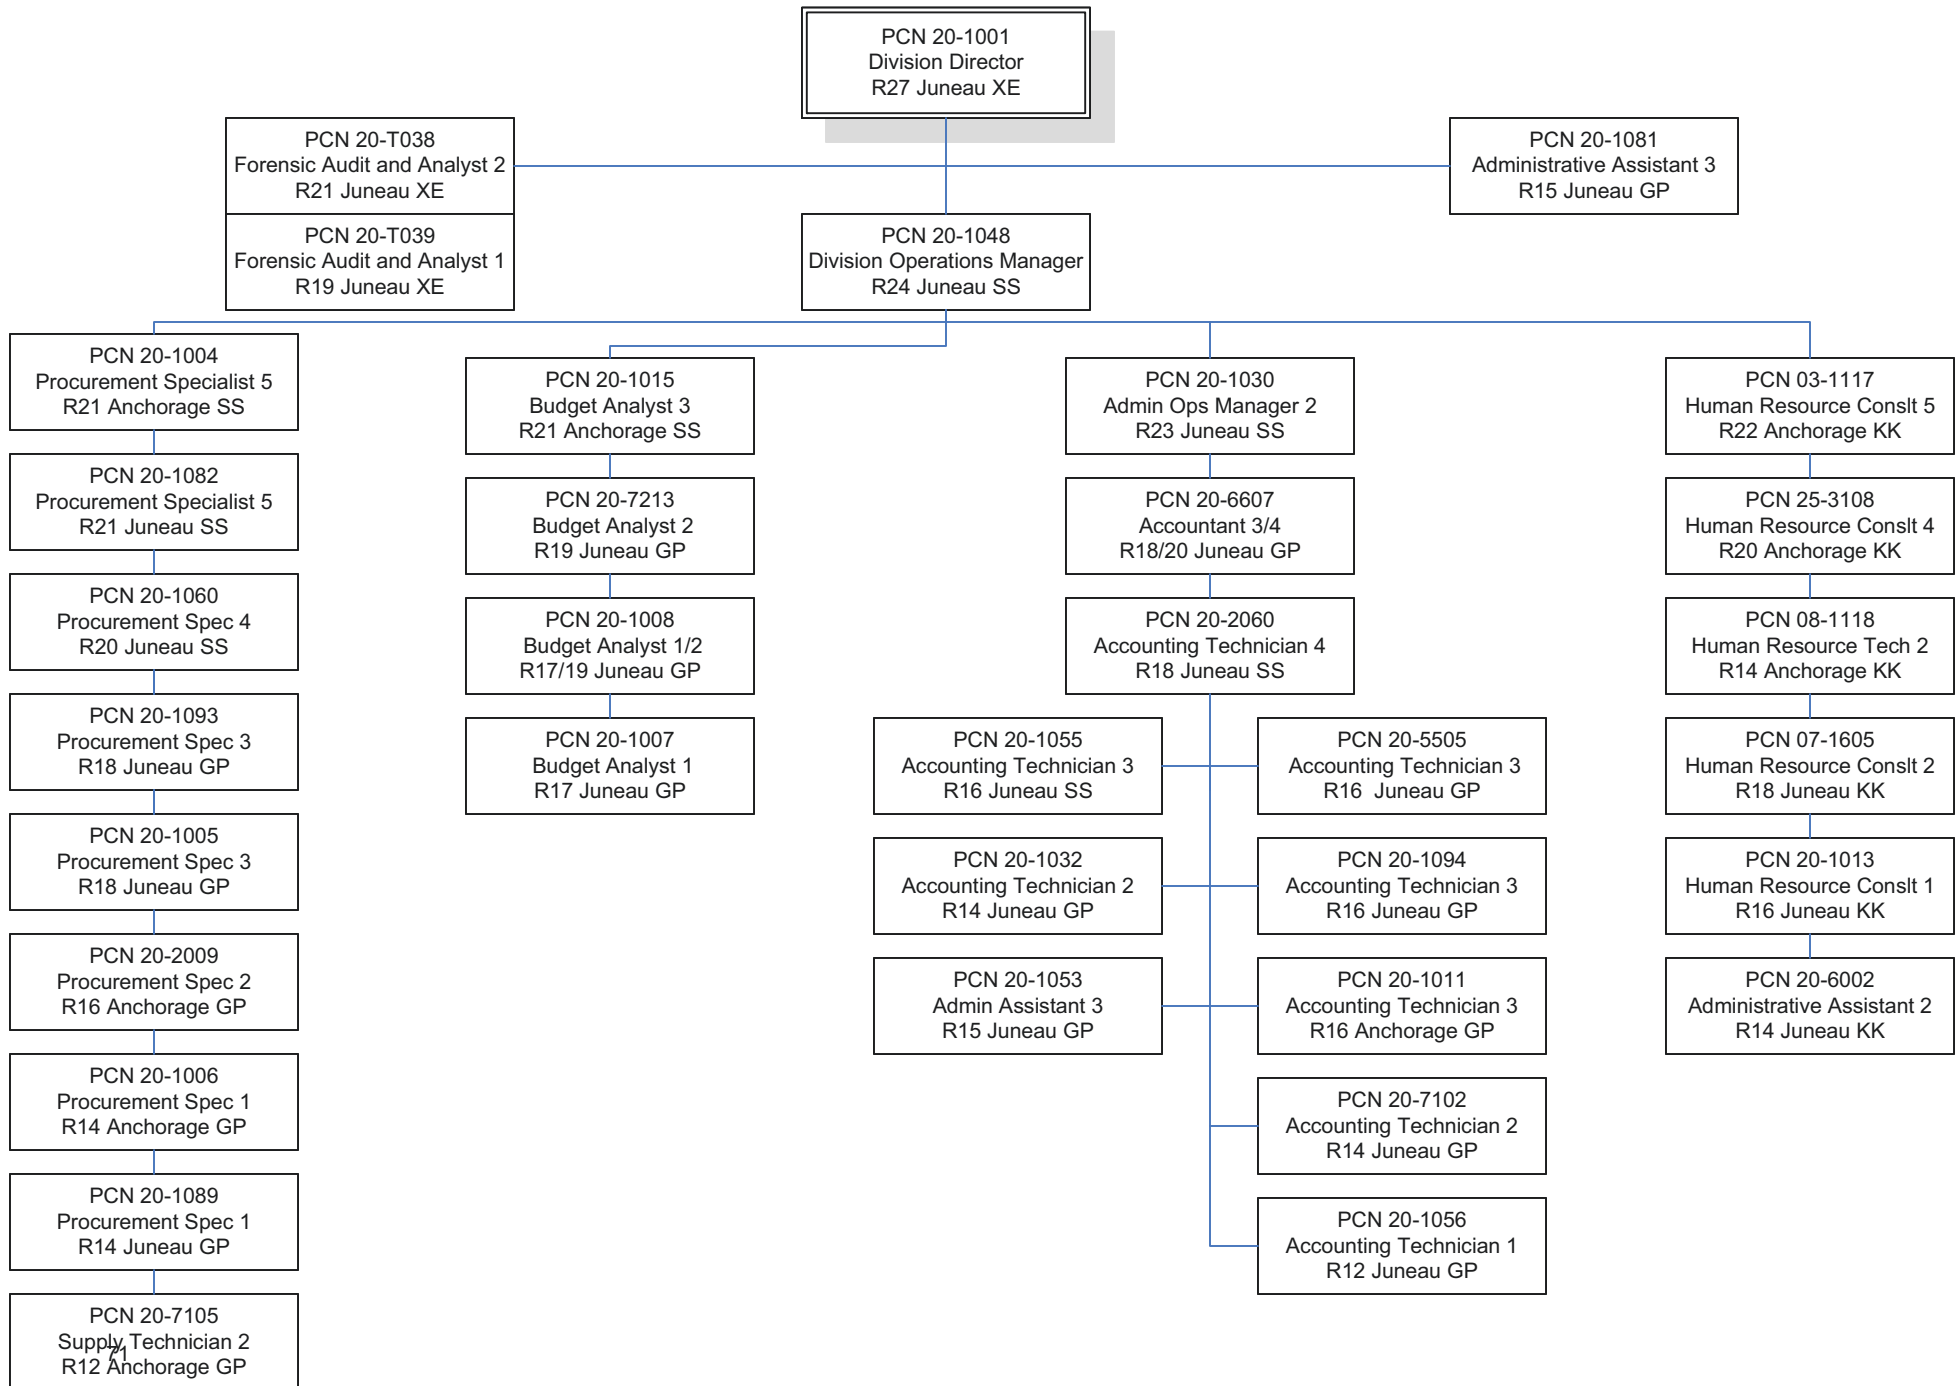 PCN 20-1001
Division Director
R27 Juneau XE
PCN 20-T038
Forensic Audit and Analyst 2
R21 Juneau XE
PCN 20-1081
Administrative Assistant 3
R15 Juneau GP
PCN 20-T039
Forensic Audit and Analyst 1
R19 Juneau XE
PCN 20-1048
Division Operations Manager
R24 Juneau SS
PCN 20-1004
Procurement Specialist 5
R21 Anchorage SS
PCN 20-1082
Procurement Specialist 5
R21 Juneau SS
PCN 20-1060
Procurement Spec 4
R20 Juneau SS
PCN 20-1093
Procurement Spec 3
R18 Juneau GP
PCN 20-1005
Procurement Spec 3
R18 Juneau GP
PCN 20-2009
Procurement Spec 2
R16 Anchorage GP
PCN 20-1006
Procurement Spec 1
R14 Anchorage GP
PCN 20-1089
Procurement Spec 1
R14 Juneau GP
PCN 20-7105
Supply Technician 2
R12 Anchorage GP
71
PCN 20-1015
Budget Analyst 3
R21 Anchorage SS
PCN 20-7213
Budget Analyst 2
R19 Juneau GP
PCN 20-1008
Budget Analyst 1/2
R17/19 Juneau GP
PCN 20-1007
Budget Analyst 1
R17 Juneau GP
PCN 20-1030
Admin Ops Manager 2
R23 Juneau SS
PCN 20-6607
Accountant 3/4
R18/20 Juneau GP
PCN 20-2060
Accounting Technician 4
R18 Juneau SS
PCN 20-1055
Accounting Technician 3
R16 Juneau SS
PCN 20-5505
Accounting Technician 3
R16  Juneau GP
PCN 20-1032
Accounting Technician 2
R14 Juneau GP
PCN 20-1094
Accounting Technician 3
R16 Juneau GP
PCN 20-1053
Admin Assistant 3
R15 Juneau GP
PCN 20-1011
Accounting Technician 3
R16 Anchorage GP
PCN 20-7102
Accounting Technician 2
R14 Juneau GP
PCN 20-1056
Accounting Technician 1
R12 Juneau GP
PCN 03-1117
Human Resource Conslt 5
R22 Anchorage KK
PCN 25-3108
Human Resource Conslt 4
R20 Anchorage KK
PCN 08-1118
Human Resource Tech 2
R14 Anchorage KK
PCN 07-1605
Human Resource Conslt 2
R18 Juneau KK
PCN 20-1013
Human Resource Conslt 1
R16 Juneau KK
PCN 20-6002
Administrative Assistant 2
R14 Juneau KK